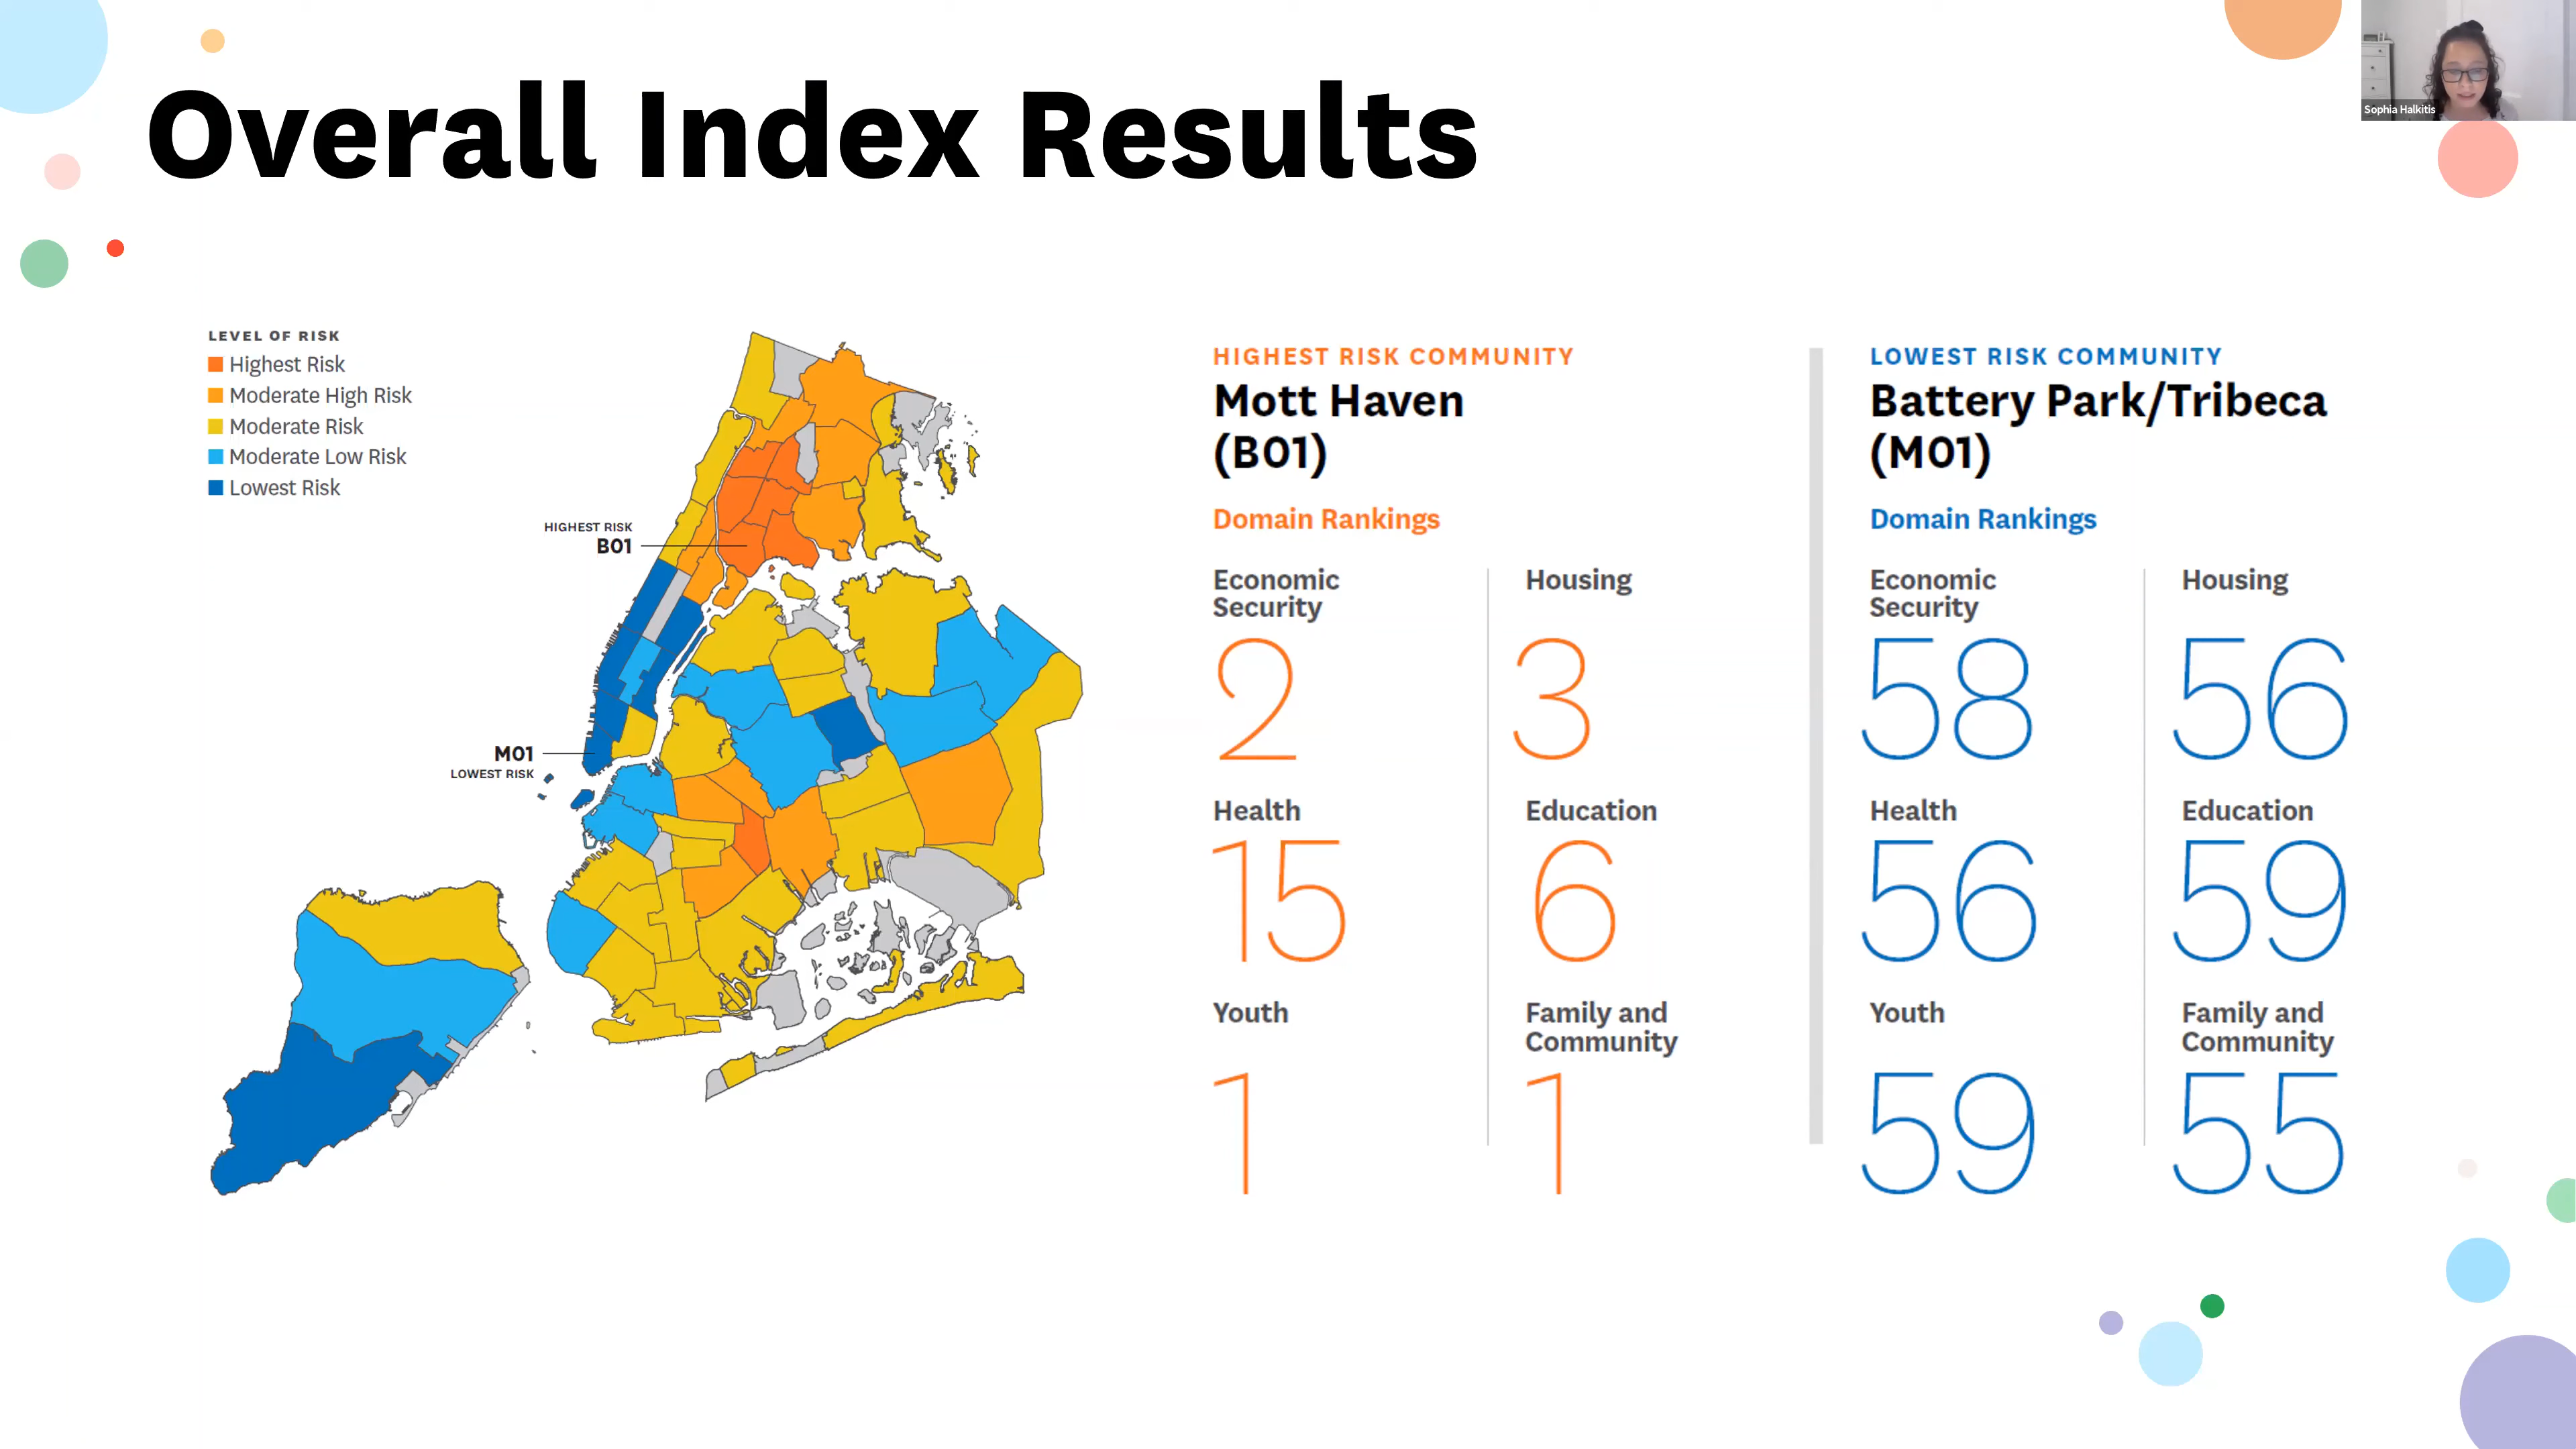 Sophia Halkitis
Overall Index Results
LEVEL OF RISK
Highest Risk
Moderate High Risk
Moderate Risk
Moderate Low Risk
Lowest Risk
HIGHEST RISK
B01
M01
LOWEST RISK
HIGHEST RISK COMMUNITY
Mott Haven
(B01)
Domain Rankings
Economic
Security
2
Housing
3
Health
15
Education
6
Youth
1
Family and
Community
1
LOWEST RISK COMMUNITY
Battery Park/Tribeca
(M01)
Domain Rankings
Economic
Security
58
Housing
56
Health
56
Education
59
Youth
59
Family and
Community
55